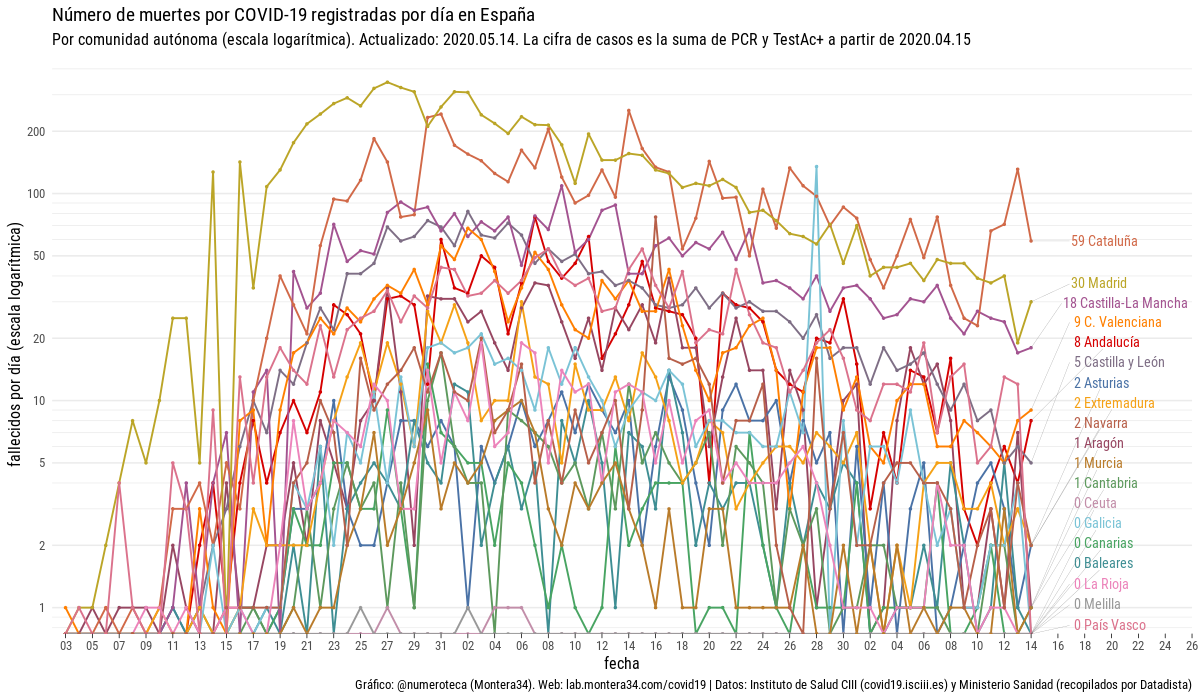 Número de muertes por COVID-19 registradas por día en España
Por comunidad autónoma (escala logarítmica). Actualizado: 2020.05.14. La cifra de casos es la suma de PCR y TestAc+ a partir de 2020.04.15
fallecidos por día (escala logarítmica)
200
100
50
20
10
5
2
1
59 Cataluña
30 Madrid
18 Castilla-La Mancha
9 C. Valenciana
8 Andalucía
5 Castilla y León
2 Asturias
2 Extremadura
2 Navarra
1 Aragón
1 Murcia
1 Cantabria
0 Ceuta
0 Galicia
0 Canarias
0 Baleares
0 La Rioja
0 Melilla
0 País Vasco
03 05 07 09 11 13 15 17 19 21 23 25 27 29 31 02 04 06 08 10 12 14 16 18 20 22 24 26 28 30 02 04 06 08 10 12 14 16 18 20 22 24 26
fecha
Gráfico: @numeroteca (Montera34). Web: lab.montera34.com/covid19 | Datos: Instituto de Salud CIII (covid19.isciii.es) y Ministerio Sanidad (recopilados por Datadista)